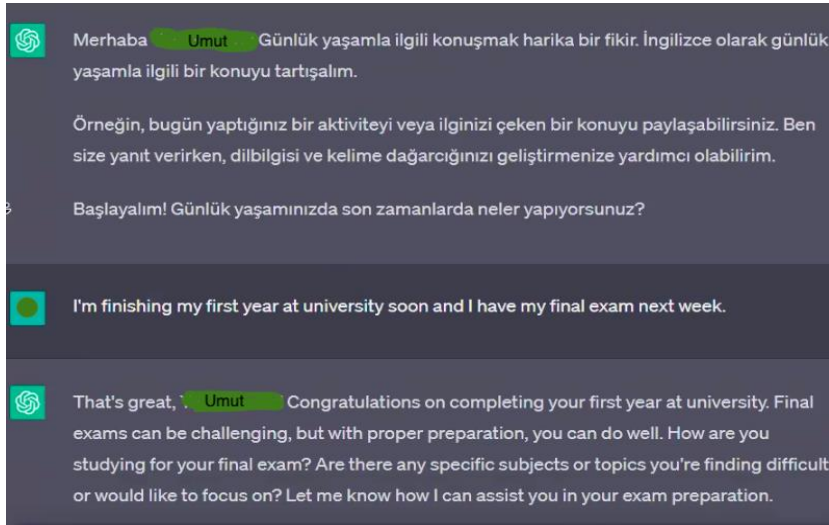 Merhaba Umut Günlük yaşamla ilgili konuşmak harika bir fikir. İngilizce olarak günlük
yaşamla ilgili bir konuyu tartışalım.
Örneğin, bugün yaptığınız bir aktiviteyi veya ilginizi çeken bir konuyu paylaşabilirsiniz. Ben
size yanıt verirken, dilbilgisi ve kelime dağarcığınızı geliştirmenize yardımcı olabilirim.
Başlayalım! Günlük yaşamınızda son zamanlarda neler yapıyorsunuz?
I'm finishing my first year at university soon and I have my final exam next week.
That's great, Umut Congratulations on completing your first year at university. Final
exams can be challenging, but with proper preparation, you can do well. How are you
studying for your final exam? Are there any specific subjects or topics you're finding difficult
or would like to focus on? Let me know how I can assist you in your exam preparation.